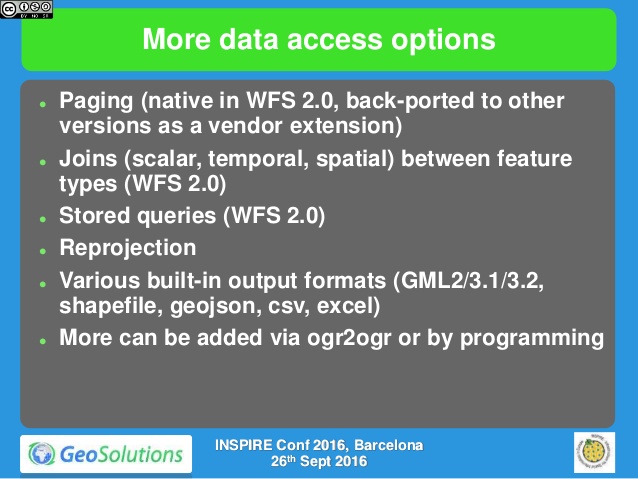 More data access options
Paging (native in WFS 2.0, back-ported to other
versions as a vendor extension)
Joins (scalar, temporal, spatial) between feature
types (WFS 2.0)
Stored queries (WFS 2.0)
Reprojection
Various built-in output formats (GML2/3.1/3.2,
shapefile, geojson, csv, excel)
More can be added via ogr2ogr or by programming
GeoSolutions
INSPIRE Conf 2016, Barcelona
26th Sept 2016